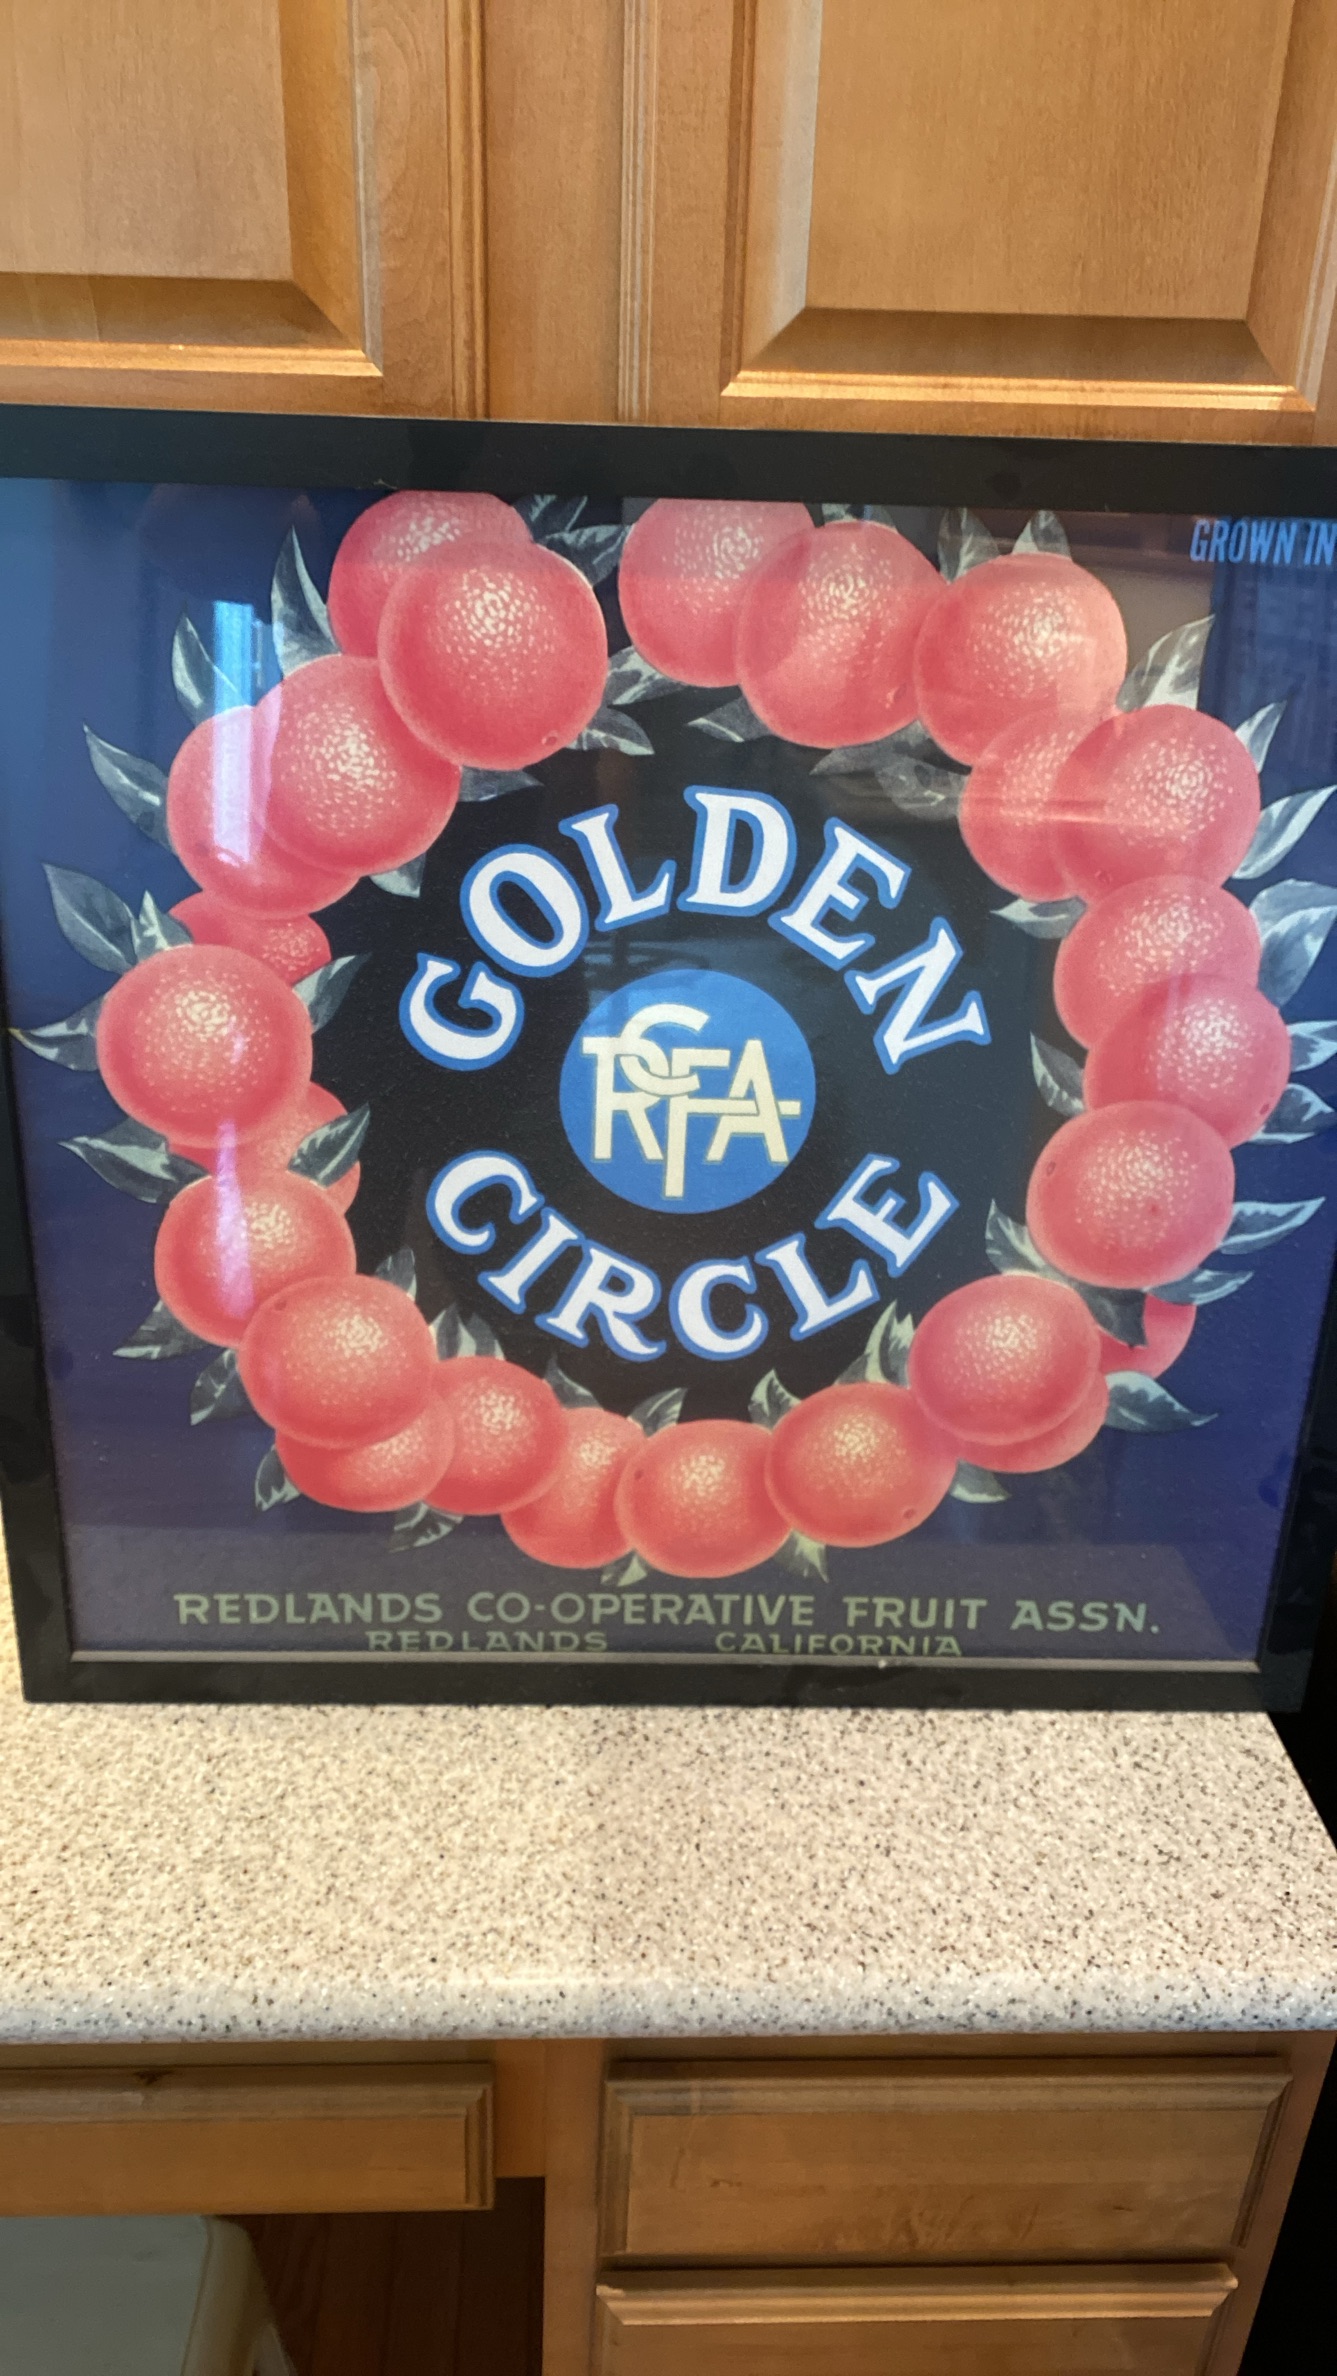 GROWN IN
GOLDEN
RCFA
CIRCLE
REDLANDS CO-OPERATIVE FRUIT ASSN.
REDLANDS CALIFORNIA